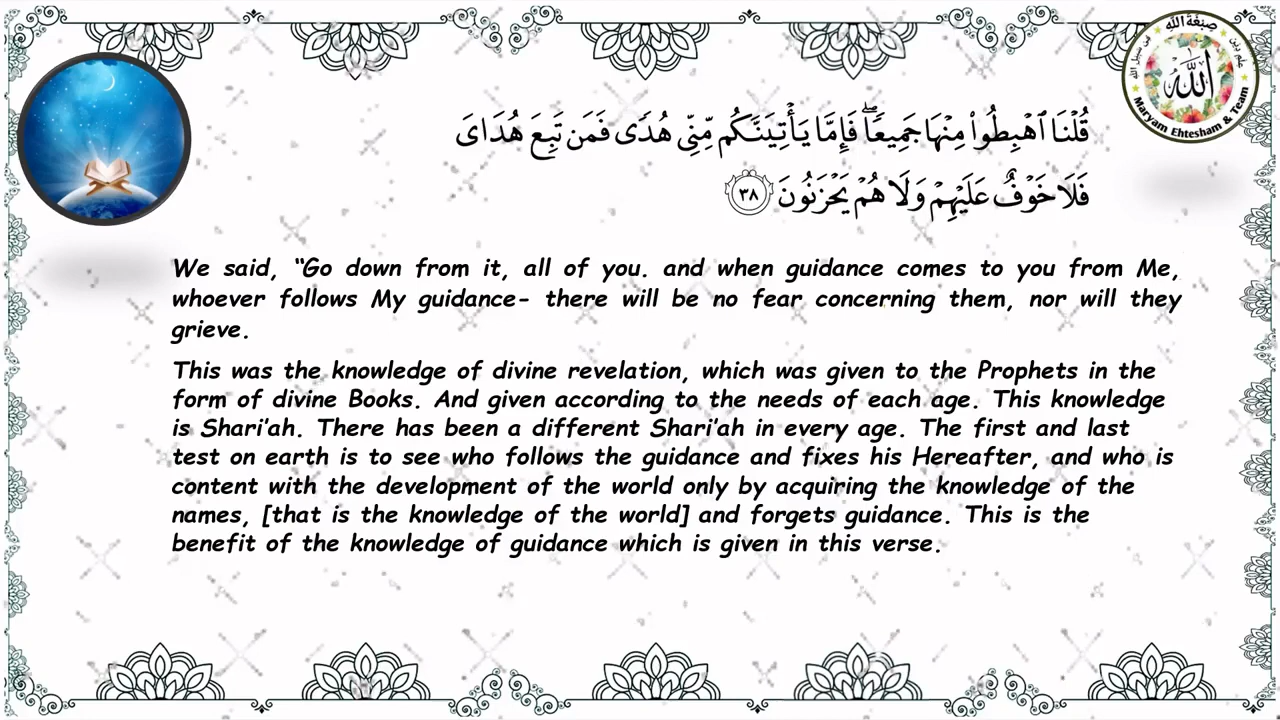 صِبْغَةَ اللّٰهِ
اللّٰه
Maryam Ehtesham & Team
قُلْنَا ٱهْبِطُوا۟ مِنْهَا جَمِيعًۭا ۖ فَإِمَّا يَأْتِيَنَّكُم مِّنِّى هُدًۭى فَمَن تَبِعَ هُدَاىَ
فَلَا خَوْفٌ عَلَيْهِمْ وَلَا هُمْ يَحْزَنُونَ ٣٨
We said, “Go down from it, all of you. and when guidance comes to you from Me,
whoever follows My guidance- there will be no fear concerning them, nor will they
grieve.
This was the knowledge of divine revelation, which was given to the Prophets in the
form of divine Books. And given according to the needs of each age. This knowledge
is Shari’ah. There has been a different Shari’ah in every age. The first and last
test on earth is to see who follows the guidance and fixes his Hereafter, and who is
content with the development of the world only by acquiring the knowledge of the
names, [that is the knowledge of the world] and forgets guidance. This is the
benefit of the knowledge of guidance which is given in this verse.